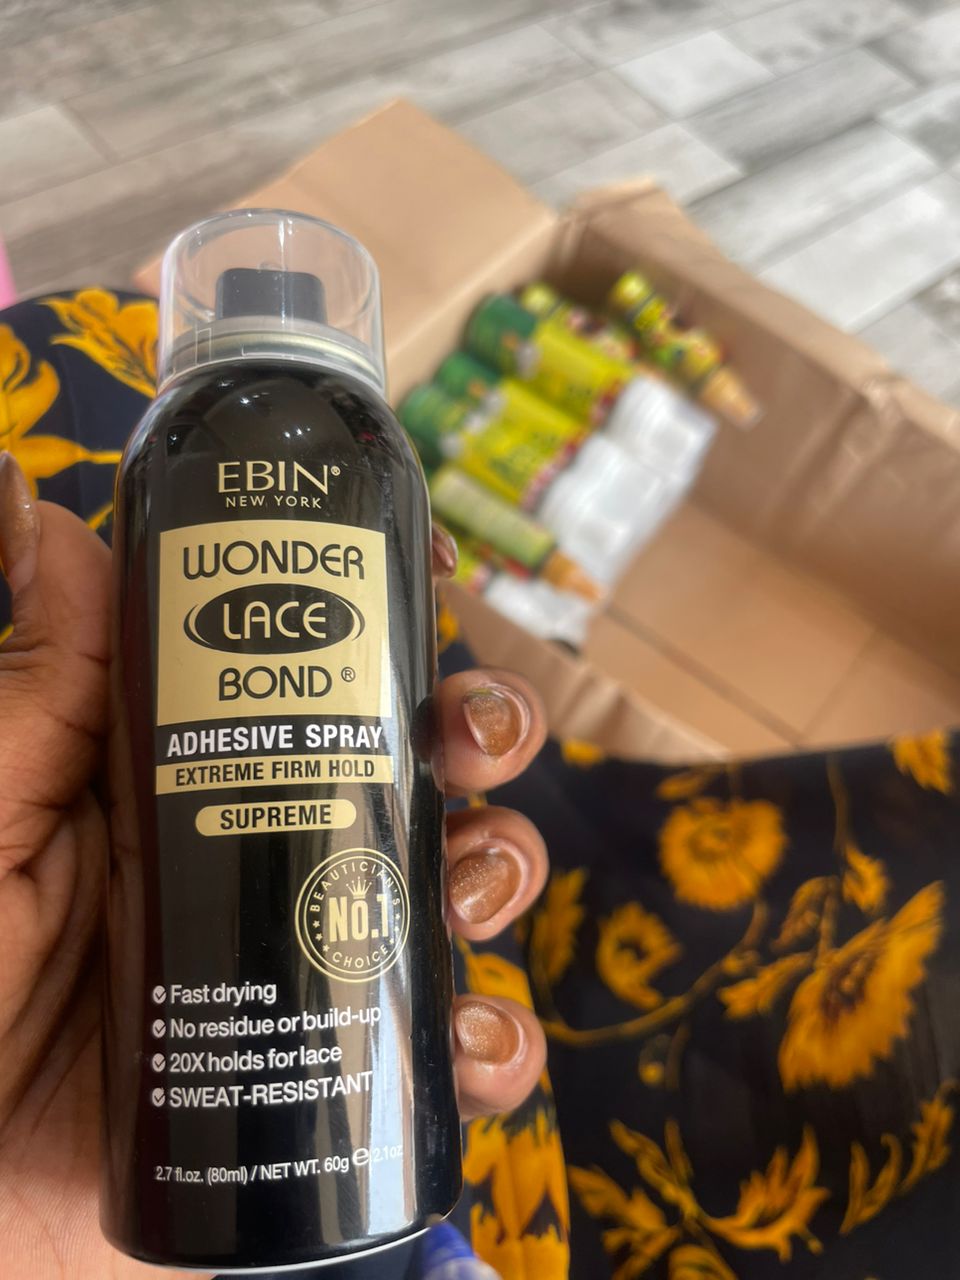 EBIN®
NEW YORK
WONDER
LACE
BOND®
ADHESIVE SPRAY
EXTREME FIRM HOLD
SUPREME
BEAUTICIAN'S
NO.1
CHOICE
Fast drying
No residue or build-up
20X holds for lace
SWEAT-RESISTANT
2.7 fl.oz. (80ml) / NET WT. 60g ℮ 2.1oz